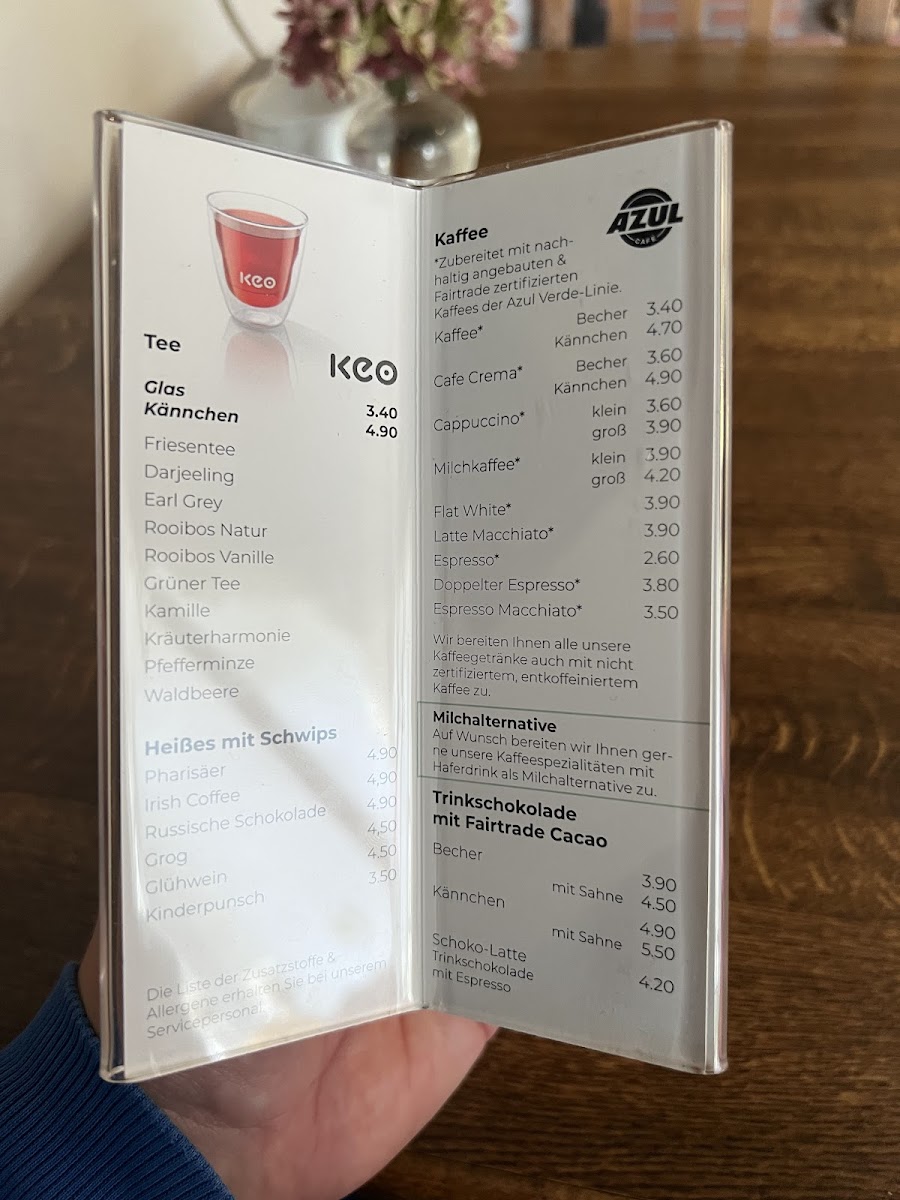 Keo
Tee
Keo
Glas 3.40
Kännchen 4.90
Friesentee
Darjeeling
Earl Grey
Rooibos Natur
Rooibos Vanille
Grüner Tee
Kamille
Kräuterharmonie
Pfefferminze
Waldbeere
Heißes mit Schwips
Pharisäer 4.90
Irish Coffee 4,90
Russische Schokolade 4.90
Grog 4,50
Glühwein 4.50
Kinderpunsch 3.50
Die Liste der Zusatzstoffe &
Allergene erhalten Sie bei unserem
Servicepersonal.
AZUL
CAFÉ
Kaffee
*Zubereitet mit nach-
haltig angebauten &
Fairtrade zertifizierten
Kaffees der Azul Verde-Linie.
Kaffee* Becher 3.40
Kännchen 4.70
Cafe Crema* Becher 3.60
Kännchen 4.90
Cappuccino* klein 3.60
groß 3.90
Milchkaffee* klein 3.90
groß 4.20
Flat White* 3.90
Latte Macchiato* 3.90
Espresso* 2.60
Doppelter Espresso* 3.80
Espresso Macchiato* 3.50
Wir bereiten Ihnen alle unsere
Kaffeegetränke auch mit nicht
zertifiziertem, entkoffeiniertem
Kaffee zu.
Milchalternative
Auf Wunsch bereiten wir Ihnen ger-
ne unsere Kaffeespezialitäten mit
Haferdrink als Milchalternative zu.
Trinkschokolade
mit Fairtrade Cacao
Becher 3.90
mit Sahne 4.50
Kännchen 4.90
mit Sahne 5.50
Schoko-Latte
Trinkschokolade
mit Espresso 4.20